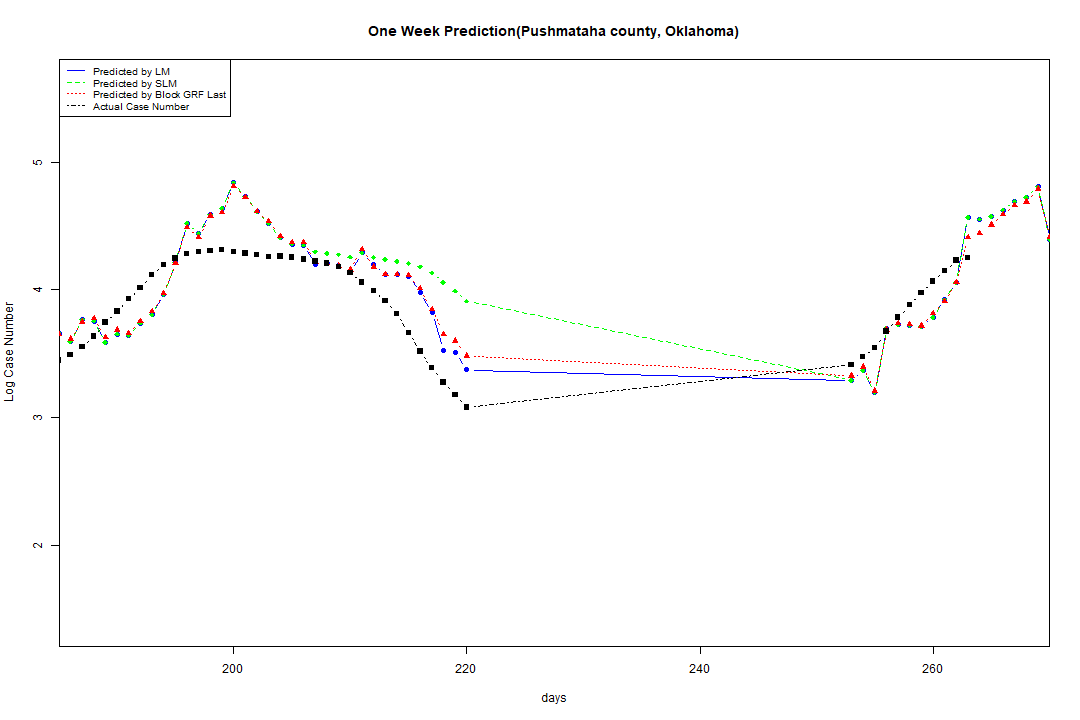 One Week Prediction(Pushmataha county, Oklahoma)
Predicted by LM
Predicted by SLM
Predicted by Block GRF Last
Actual Case Number
5
4
3
2
Log Case Number
200 220 240 260
days